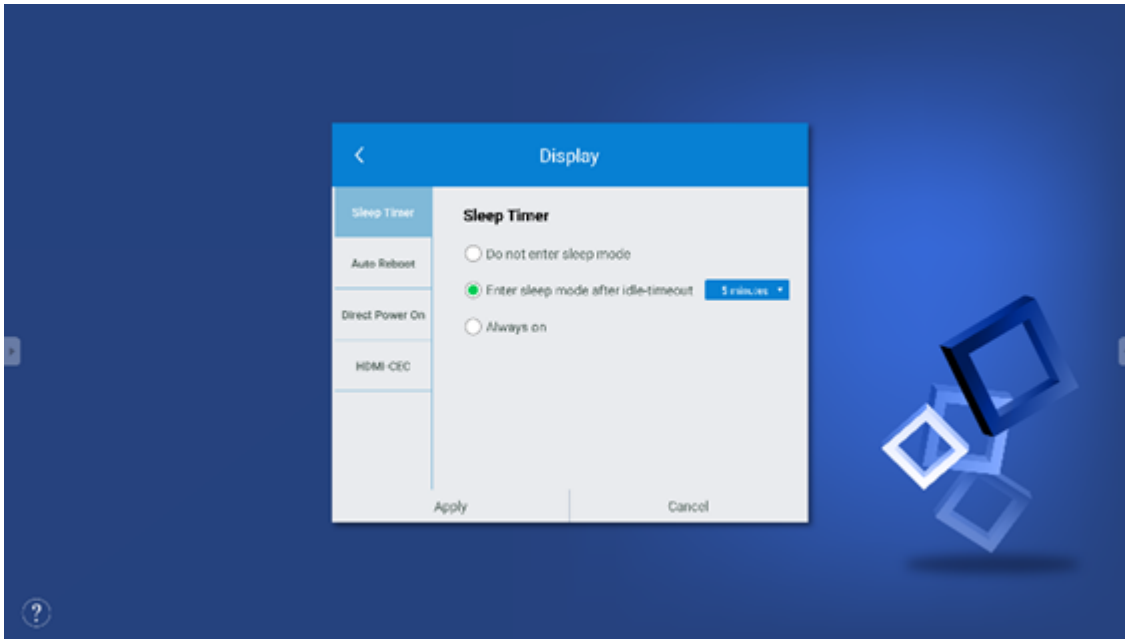 Display
Sleep Timer
Auto Reboot
Direct Power On
HDMI-CEC
Sleep Timer
Do not enter sleep mode
Enter sleep mode after idle-timeout 5 minutes
Always on
Apply Cancel
?